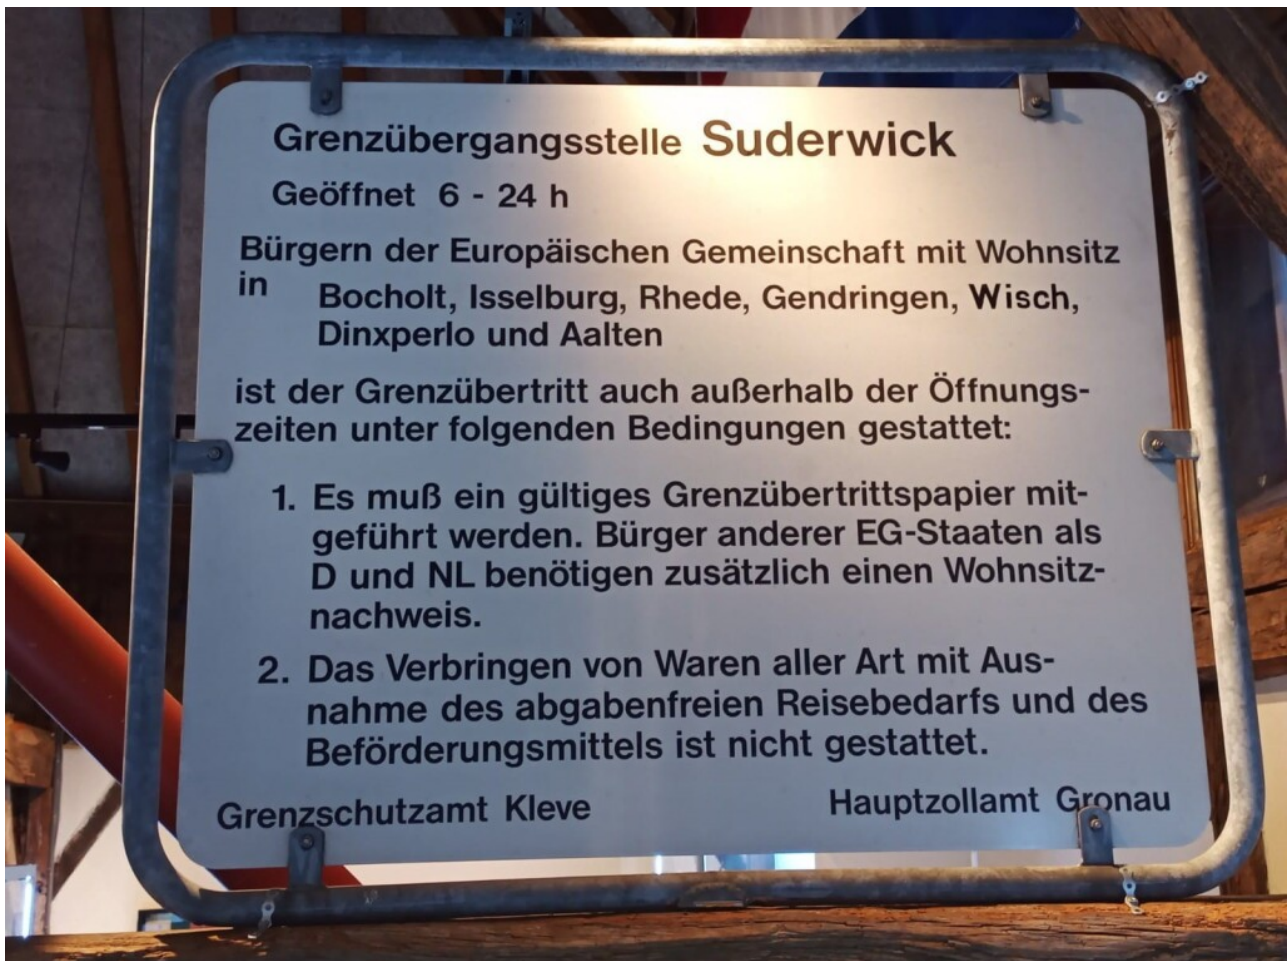 Grenzübergangsstelle Suderwick
Geöffnet 6 - 24 h
Bürgern der Europäischen Gemeinschaft mit Wohnsitz
in Bocholt, Isselburg, Rhede, Gendringen, Wisch,
Dinxperlo und Aalten
ist der Grenzübertritt auch außerhalb der Öffnungs-
zeiten unter folgenden Bedingungen gestattet:
1. Es muß ein gültiges Grenzübertrittspapier mit-
geführt werden. Bürger anderer EG-Staaten als
D und NL benötigen zusätzlich einen Wohnsitz-
nachweis.
2. Das Verbringen von Waren aller Art mit Aus-
nahme des abgabenfreien Reisebedarfs und des
Beförderungsmittels ist nicht gestattet.
Grenzschutzamt Kleve Hauptzollamt Gronau